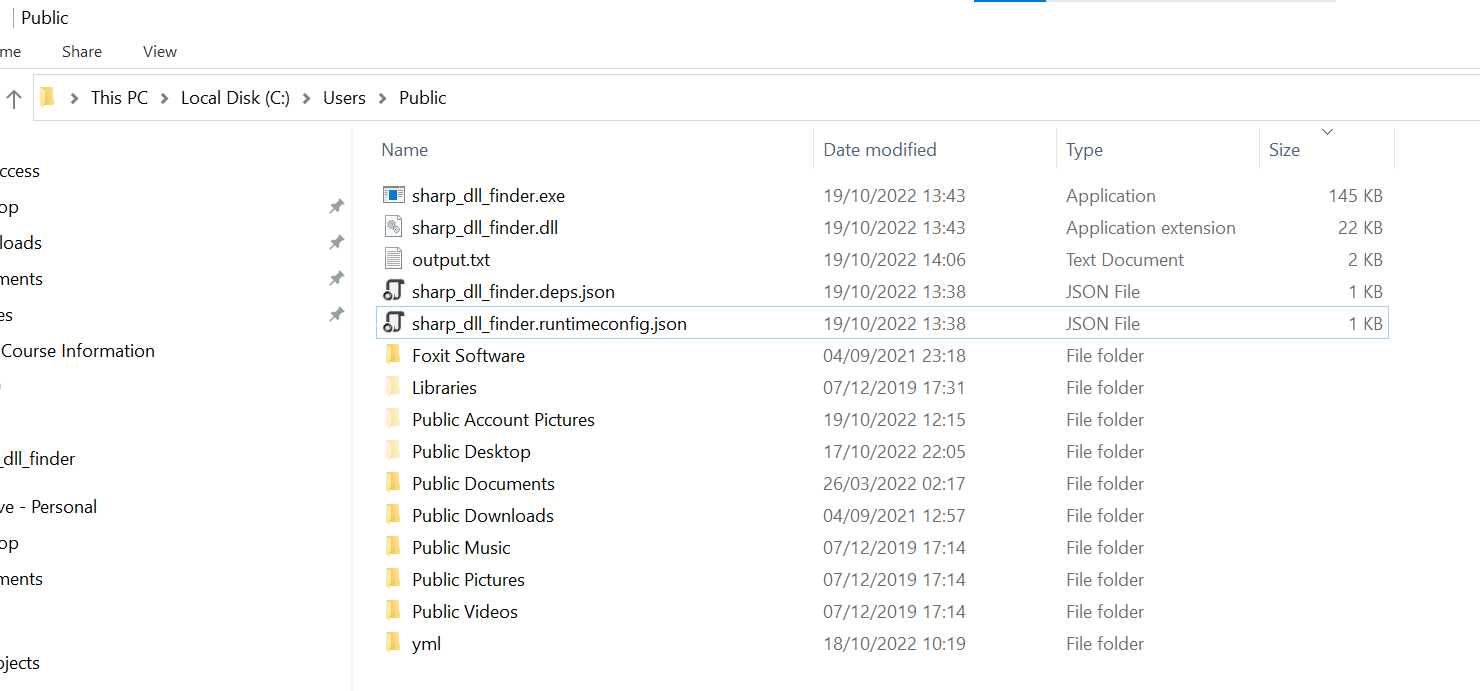 Public
me Share View
This PC Local Disk (C:) Users Public
ccess
op
loads
ments
es
Course Information
_dll_finder
ve - Personal
op
ments
ojects
Name Date modified Type Size
sharp_dll_finder.exe 19/10/2022 13:43 Application 145 KB
sharp_dll_finder.dll 19/10/2022 13:43 Application extension 22 KB
output.txt 19/10/2022 14:06 Text Document 2 KB
sharp_dll_finder.deps.json 19/10/2022 13:38 JSON File 1 KB
sharp_dll_finder.runtimeconfig.json 19/10/2022 13:38 JSON File 1 KB
Foxit Software 04/09/2021 23:18 File folder
Libraries 07/12/2019 17:31 File folder
Public Account Pictures 19/10/2022 12:15 File folder
Public Desktop 17/10/2022 22:05 File folder
Public Documents 26/03/2022 02:17 File folder
Public Downloads 04/09/2021 12:57 File folder
Public Music 07/12/2019 17:14 File folder
Public Pictures 07/12/2019 17:14 File folder
Public Videos 07/12/2019 17:14 File folder
yml 18/10/2022 10:19 File folder